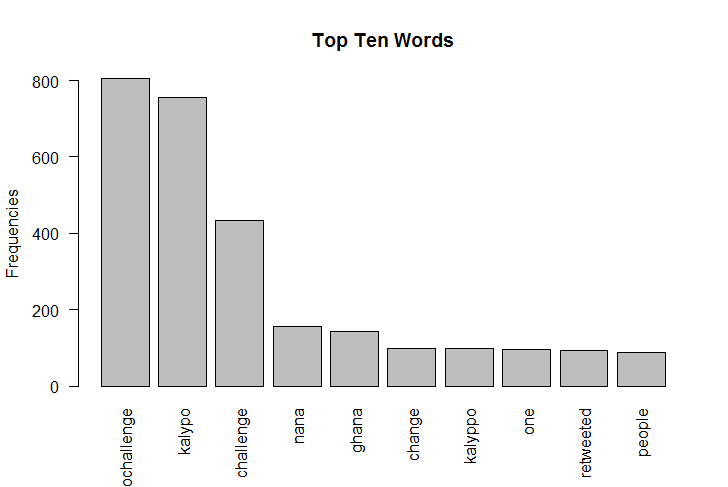 Top Ten Words
Frequencies
800
600
400
200
0
ochallenge
kalypo
challenge
nana
ghana
change
kalyppo
one
retweeted
people